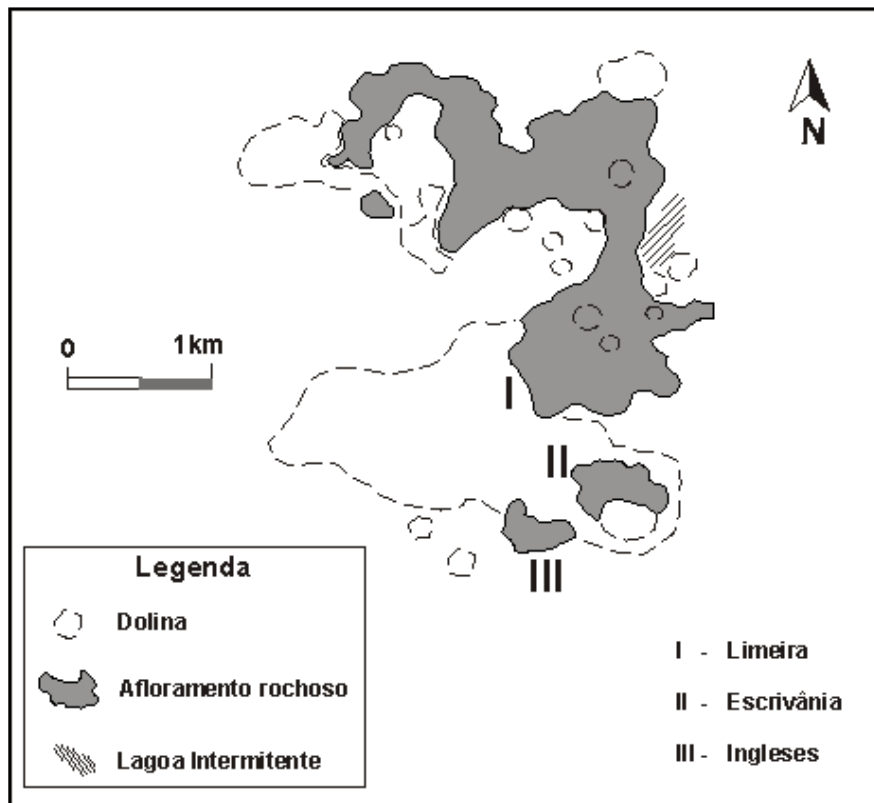 N
0 1km
I
II
III
Legenda
Dolina
Afloramento rochoso
Lagoa Intermitente
I - Limeira
II - Escrivânia
III - Ingleses